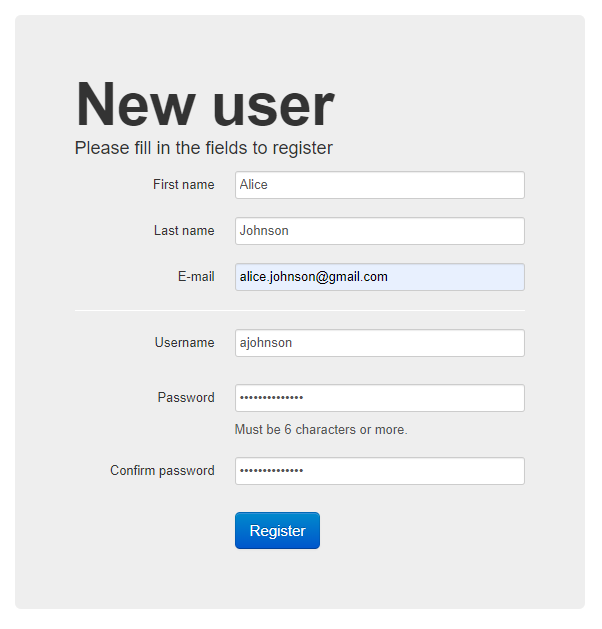 New user
Please fill in the fields to register
First name Alice
Last name Johnson
E-mail alice.johnson@gmail.com
Username ajohnson
Password ••••••••••••••
Must be 6 characters or more.
Confirm password ••••••••••••••
Register